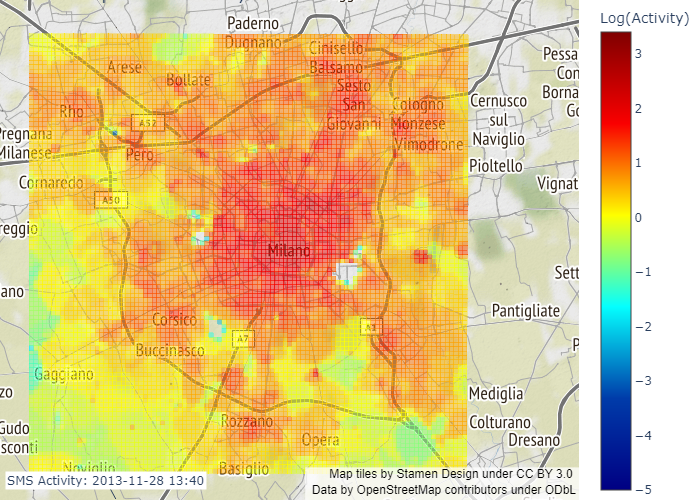 Paderno
Dugnano
Cinisello
Balsamo
Arese
Bollate
Sesto
San
Giovanni
Cologno
Monzese
Vimodrone
Rho
A52
Pero
Pregnana
Milanese
Cornaredo
A50
reggio
ano
Milano
Corsico
Buccinasco
A7
A1
Gaggiano
zo
Gudo
sconti
Rozzano
Opera
Noviglio
Basiglio
Pessa
Con
Borna
Go
Cernusco
sul
Naviglio
Pioltello
Vignat
Sett
Pantigliate
P
Mediglia
Colturano
Dresano
SMS Activity: 2013-11-28 13:40
Map tiles by Stamen Design under CC BY 3.0
Data by OpenStreetMap contributors under ODbL
Log(Activity)
3
2
1
0
−1
−2
−3
−4
−5